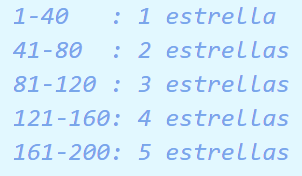 1-40   : 1 estrella
41-80  : 2 estrellas
81-120 : 3 estrellas
121-160: 4 estrellas
161-200: 5 estrellas